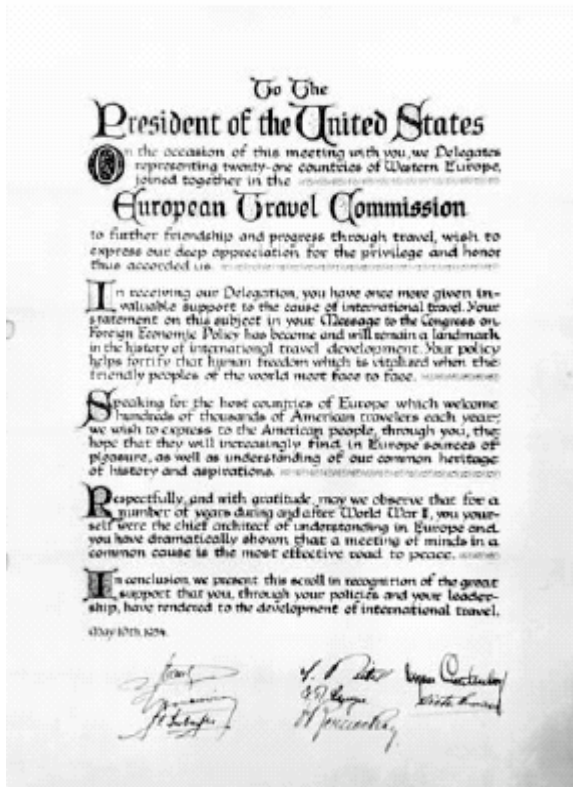 To The
President of the United States
On the occasion of this meeting with you, we Delegates
representing twenty-one countries of Western Europe,
joined together in the
European Travel Commission
to further friendship and progress through travel, wish to
express our deep appreciation for the privilege and honor
thus accorded us.
In receiving our Delegation, you have once more given in-
valuable support to the cause of international travel. Your
statement on this subject in your Message to the Congress on
Foreign Economic Policy has become and will remain a landmark
in the history of international travel development. Your policy
helps fortify that human freedom which is vitalized when the
friendly peoples of the world meet face to face.
Speaking for the host countries of Europe which welcome
hundreds of thousands of American travelers each year,
we wish to express to the American people, through you, the
hope that they will increasingly find in Europe sources of
pleasure, as well as understanding of our common heritage
of history and aspirations.
Respectfully, and with gratitude, may we observe that for a
number of years during and after World War II, you your-
self were the chief architect of understanding in Europe and
you have dramatically shown that a meeting of minds in a
common cause is the most effective road to peace.
In conclusion, we present this scroll in recognition of the great
support that you, through your policies and your leader-
ship, have rendered to the development of international travel.
May 10th, 1954.